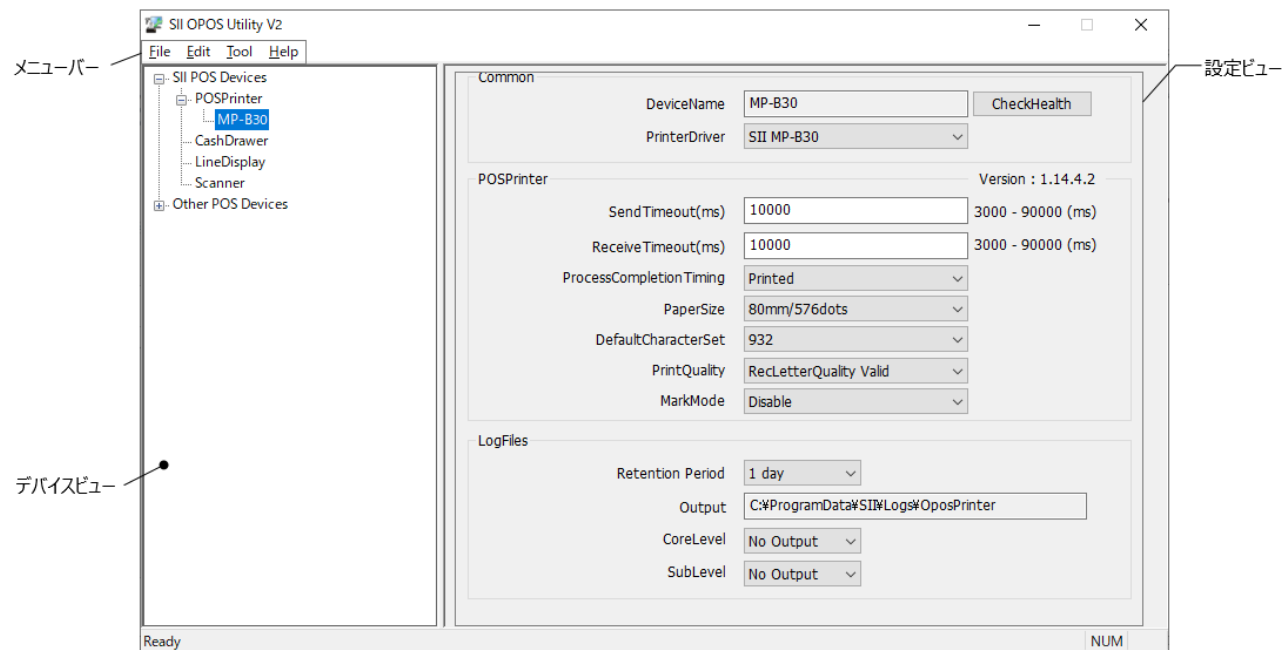 SII OPOS Utility V2
File Edit Tool Help
メニューバー
設定ビュー
デバイスビュー
SII POS Devices
POSPrinter
MP-B30
CashDrawer
LineDisplay
Scanner
Other POS Devices
Common
DeviceName MP-B30 CheckHealth
PrinterDriver SII MP-B30
POSPrinter Version : 1.14.4.2
SendTimeout(ms) 10000 3000 - 90000 (ms)
ReceiveTimeout(ms) 10000 3000 - 90000 (ms)
ProcessCompletionTiming Printed
PaperSize 80mm/576dots
DefaultCharacterSet 932
PrintQuality RecLetterQuality Valid
MarkMode Disable
LogFiles
Retention Period 1 day
Output C:¥ProgramData¥SII¥Logs¥OposPrinter
CoreLevel No Output
SubLevel No Output
Ready NUM